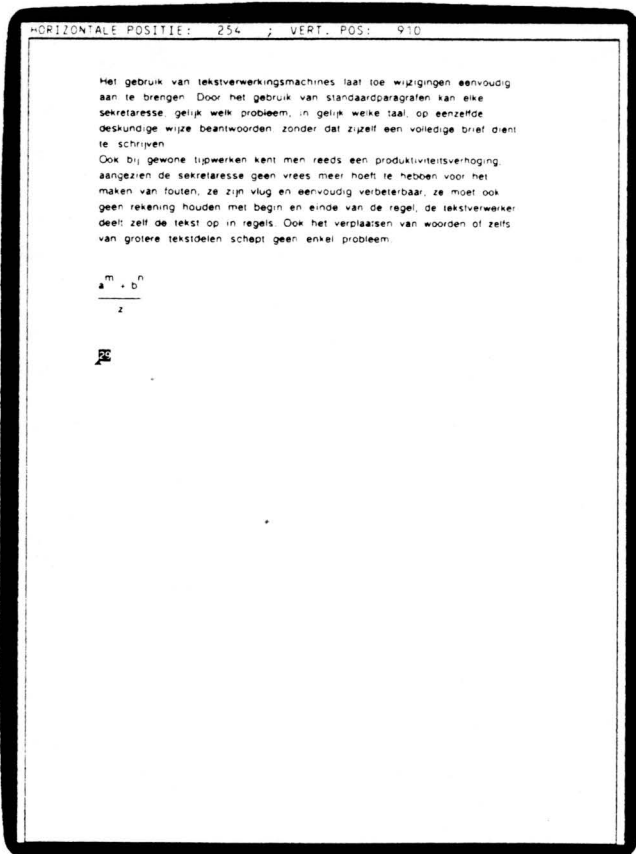 HORIZONTALE POSITIE: 254 ; VERT. POS: 910
Het gebruik van tekstverwerkingsmachines laat toe wijzigingen eenvoudig
aan te brengen Door het gebruik van standaardparagrafen kan elke
sekretaresse, gelijk welk probleem, in gelijk welke taal, op eenzelfde
deskundige wijze beantwoorden zonder dat zijzelf een volledige brief dient
te schrijven
Ook bij gewone tijpwerken kent men reeds een produktiviteitsverhoging,
aangezien de sekretaresse geen vrees meer hoeft te hebben voor het
maken van fouten, ze zijn vlug en eenvoudig verbeterbaar, ze moet ook
geen rekening houden met begin en einde van de regel, de tekstverwerker
deelt zelf de tekst op in regels. Ook het verplaatsen van woorden of zelfs
van grotere tekstdelen schept geen enkel probleem
a^m + b^n
z
29